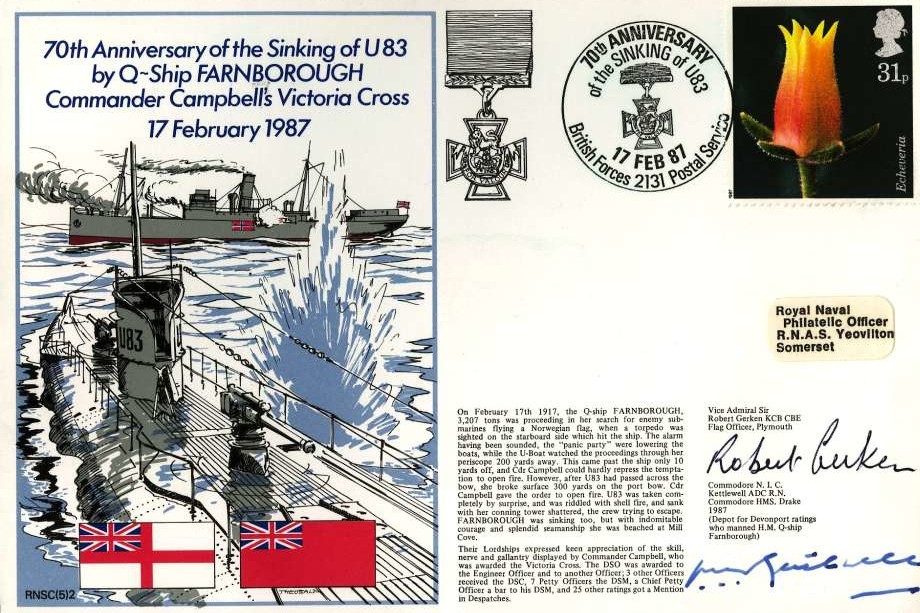 70th Anniversary of the Sinking of U83
by Q~Ship FARNBOROUGH
Commander Campbell's Victoria Cross
17 February 1987
U83
RNSC(5)2
THEOBALD
70th ANNIVERSARY
of the SINKING of U83
17 FEB 87
British Forces 2131 Postal Service
31p
Echeveria
1987
Royal Naval
Philatelic Officer
R.N.A.S. Yeovilton
Somerset
On February 17th 1917, the Q-ship FARNBOROUGH,
3,207 tons was proceeding in her search for enemy sub-
marines flying a Norwegian flag, when a torpedo was
sighted on the starboard side which hit the ship. The alarm
having been sounded, the "panic party" were lowering the
boats, while the U-Boat watched the proceedings through her
periscope 200 yards away. This came past the ship only 10
yards off, and Cdr Campbell could hardly repress the tempta-
tion to open fire. However, after U83 had passed across the
bow, she broke surface 300 yards on the port bow. Cdr
Campbell gave the order to open fire. U83 was taken com-
pletely by surprise, and was riddled with shell fire, and sank
with her conning tower shattered, the crew trying to escape.
FARNBOROUGH was sinking too, but with indomitable
courage and splendid seamanship she was beached at Mill
Cove.
Their Lordships expressed keen appreciation of the skill,
nerve and gallantry displayed by Commander Campbell, who
was awarded the Victoria Cross. The DSO was awarded to
the Engineer Officer and to another Officer; 3 other Officers
received the DSC, 7 Petty Officers the DSM, a Chief Petty
Officer a bar to his DSM, and 25 other ratings got a Mention
in Despatches.
Vice Admiral Sir
Robert Gerken KCB CBE
Flag Officer, Plymouth
Robert Gerken
Commodore N. I. C.
Kettlewell ADC R.N.
Commodore HMS. Drake
1987
(Depot for Devonport ratings
who manned H.M. Q-ship
Farnborough)